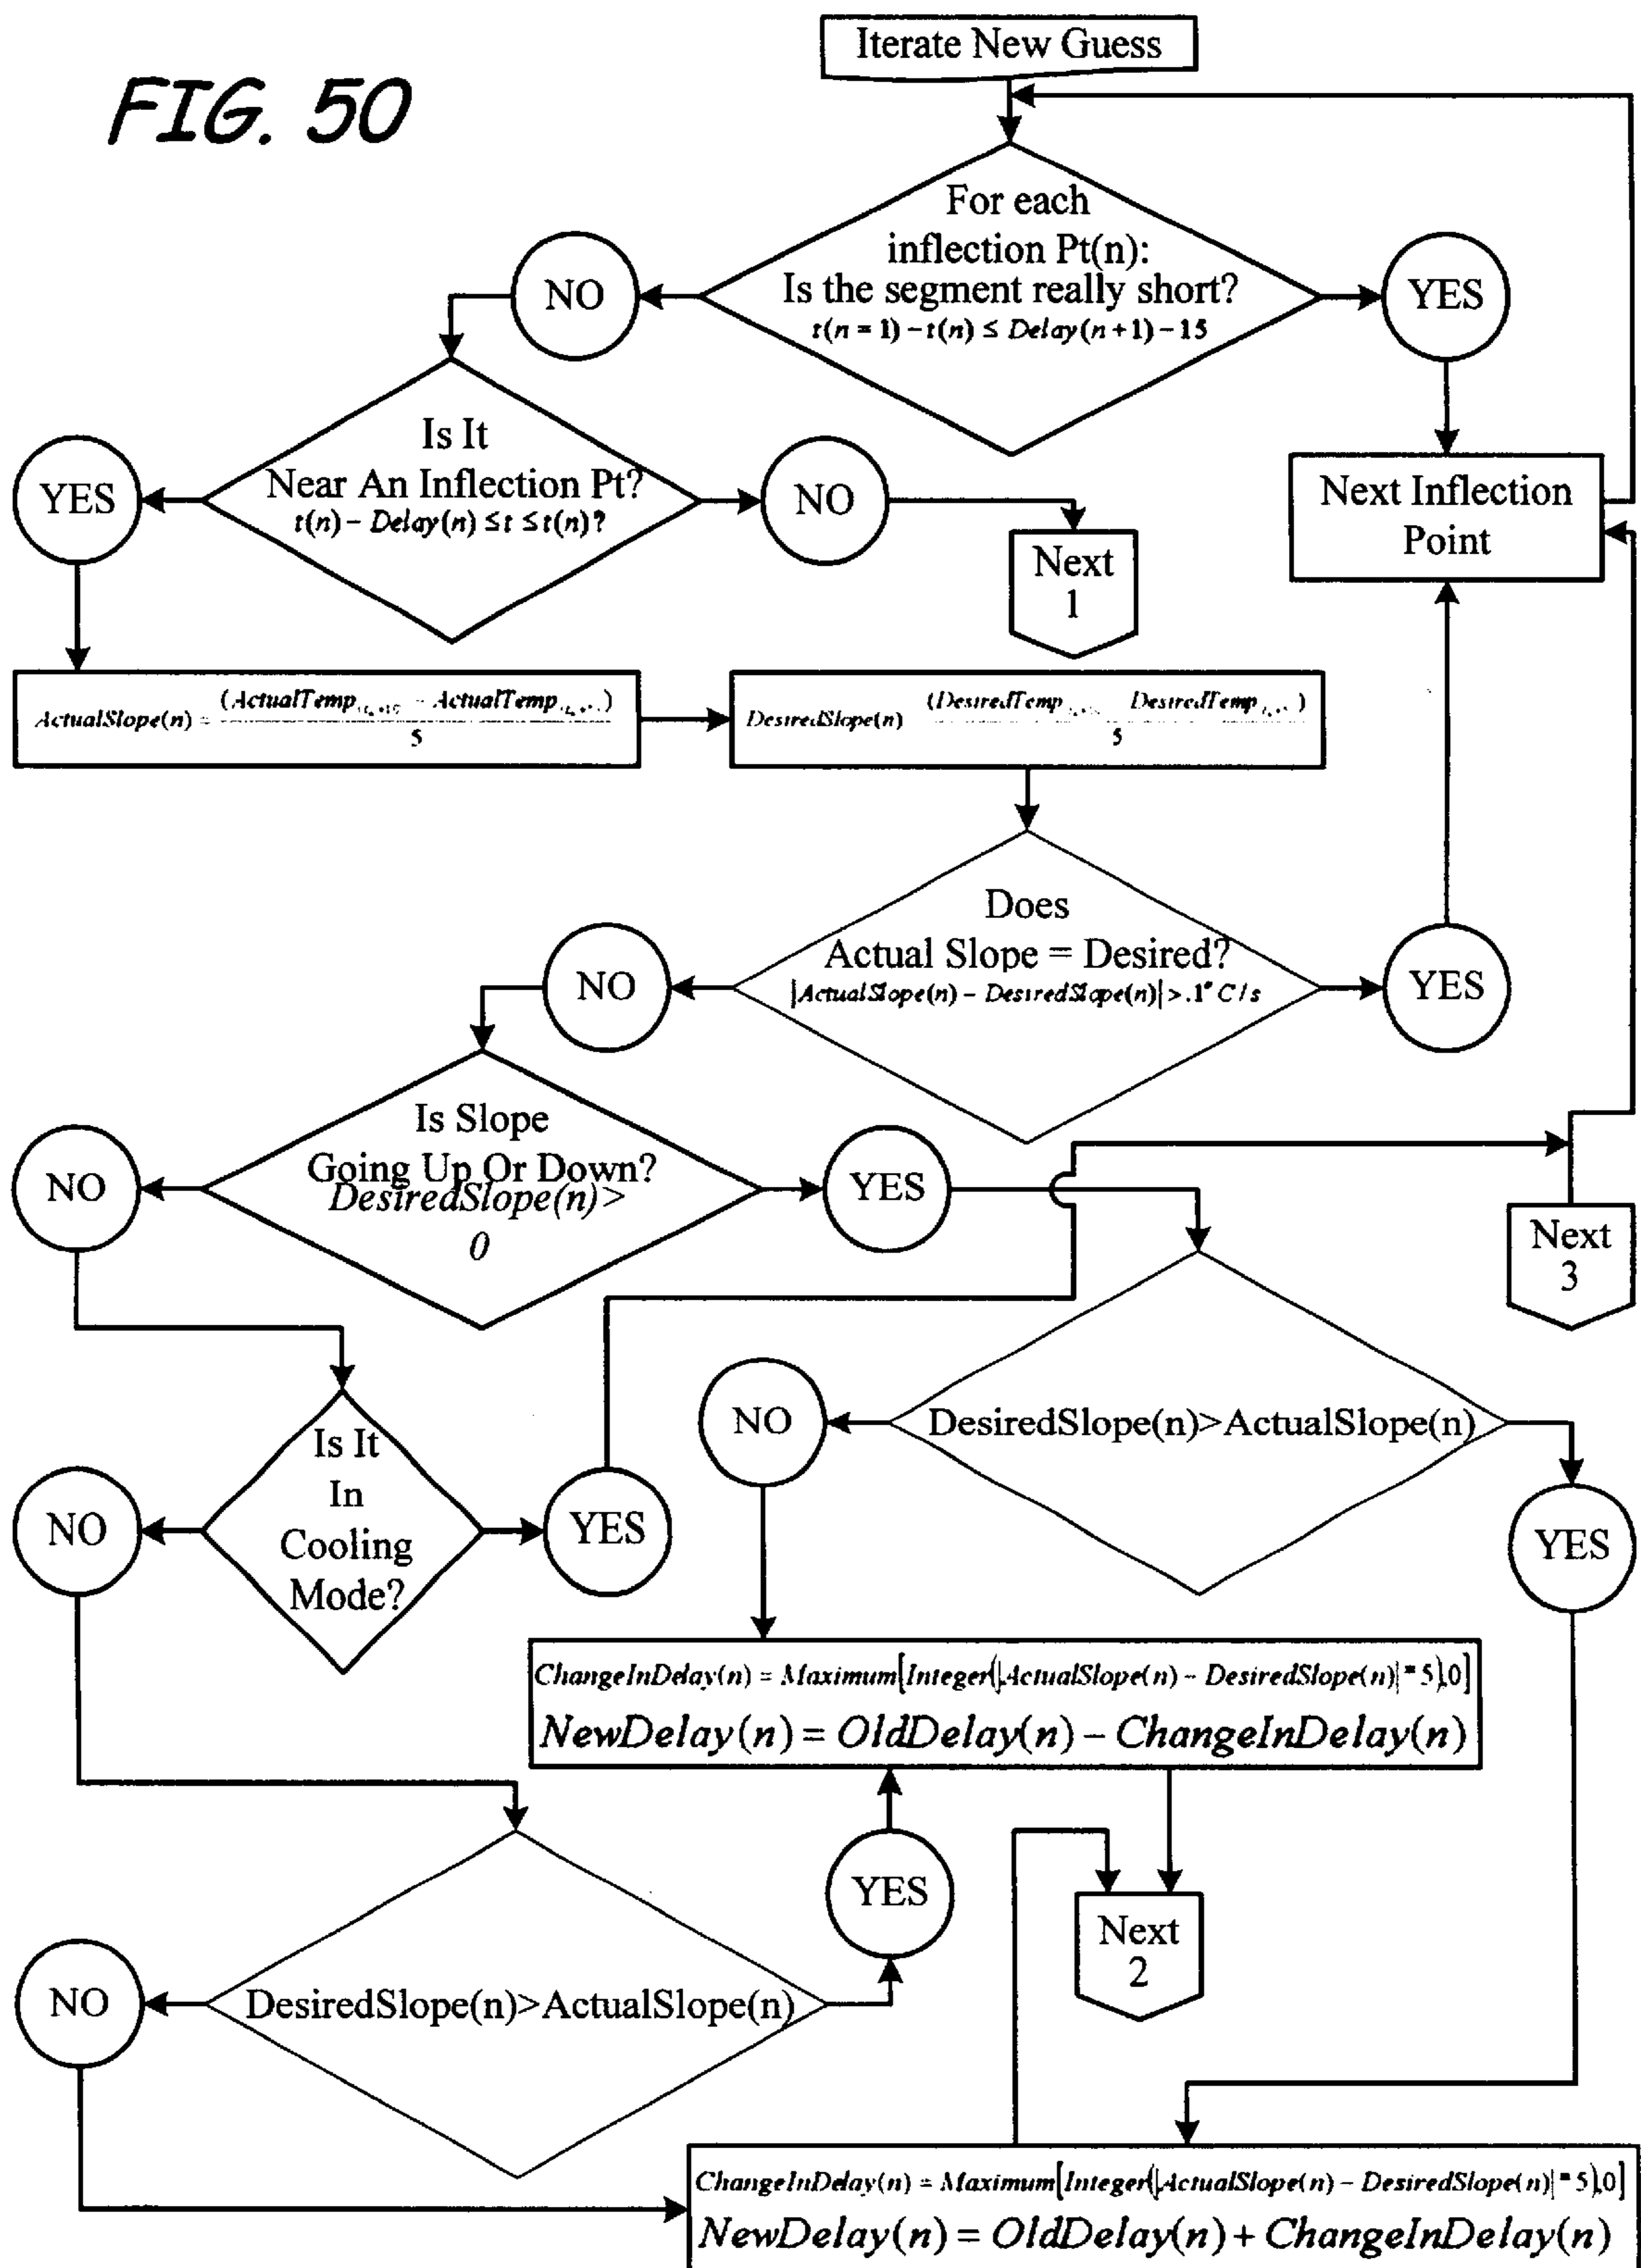 FIG. 50
Iterate New Guess
For each
inflection Pt(n):
Is the segment really short?
t(n = 1) – t(n) ≤ Delay(n + 1) – 15
NO
YES
Is It
Near An Inflection Pt?
t(n) – Delay(n) ≤ t ≤ t(n)?
YES
NO
Next Inflection
Point
Next
1
ActualSlope(n) = (ActualTemp – ActualTemp)
5
DesiredSlope(n) (DesiredTemp DesiredTemp)
5
Does
Actual Slope = Desired?
|ActualSlope(n) – DesiredSlope(n)| > .1° C/s
NO
YES
Is Slope
Going Up Or Down?
DesiredSlope(n)>
0
NO
YES
Next
3
Is It
In
Cooling
Mode?
NO
YES
DesiredSlope(n)>ActualSlope(n)
NO
YES
ChangeInDelay(n) = Maximum[Integer(|ActualSlope(n) – DesiredSlope(n)| * 5),0]
NewDelay(n) = OldDelay(n) – ChangeInDelay(n)
YES
Next
2
DesiredSlope(n)>ActualSlope(n)
NO
ChangeInDelay(n) = Maximum[Integer(|ActualSlope(n) – DesiredSlope(n)| * 5),0]
NewDelay(n) = OldDelay(n) + ChangeInDelay(n)